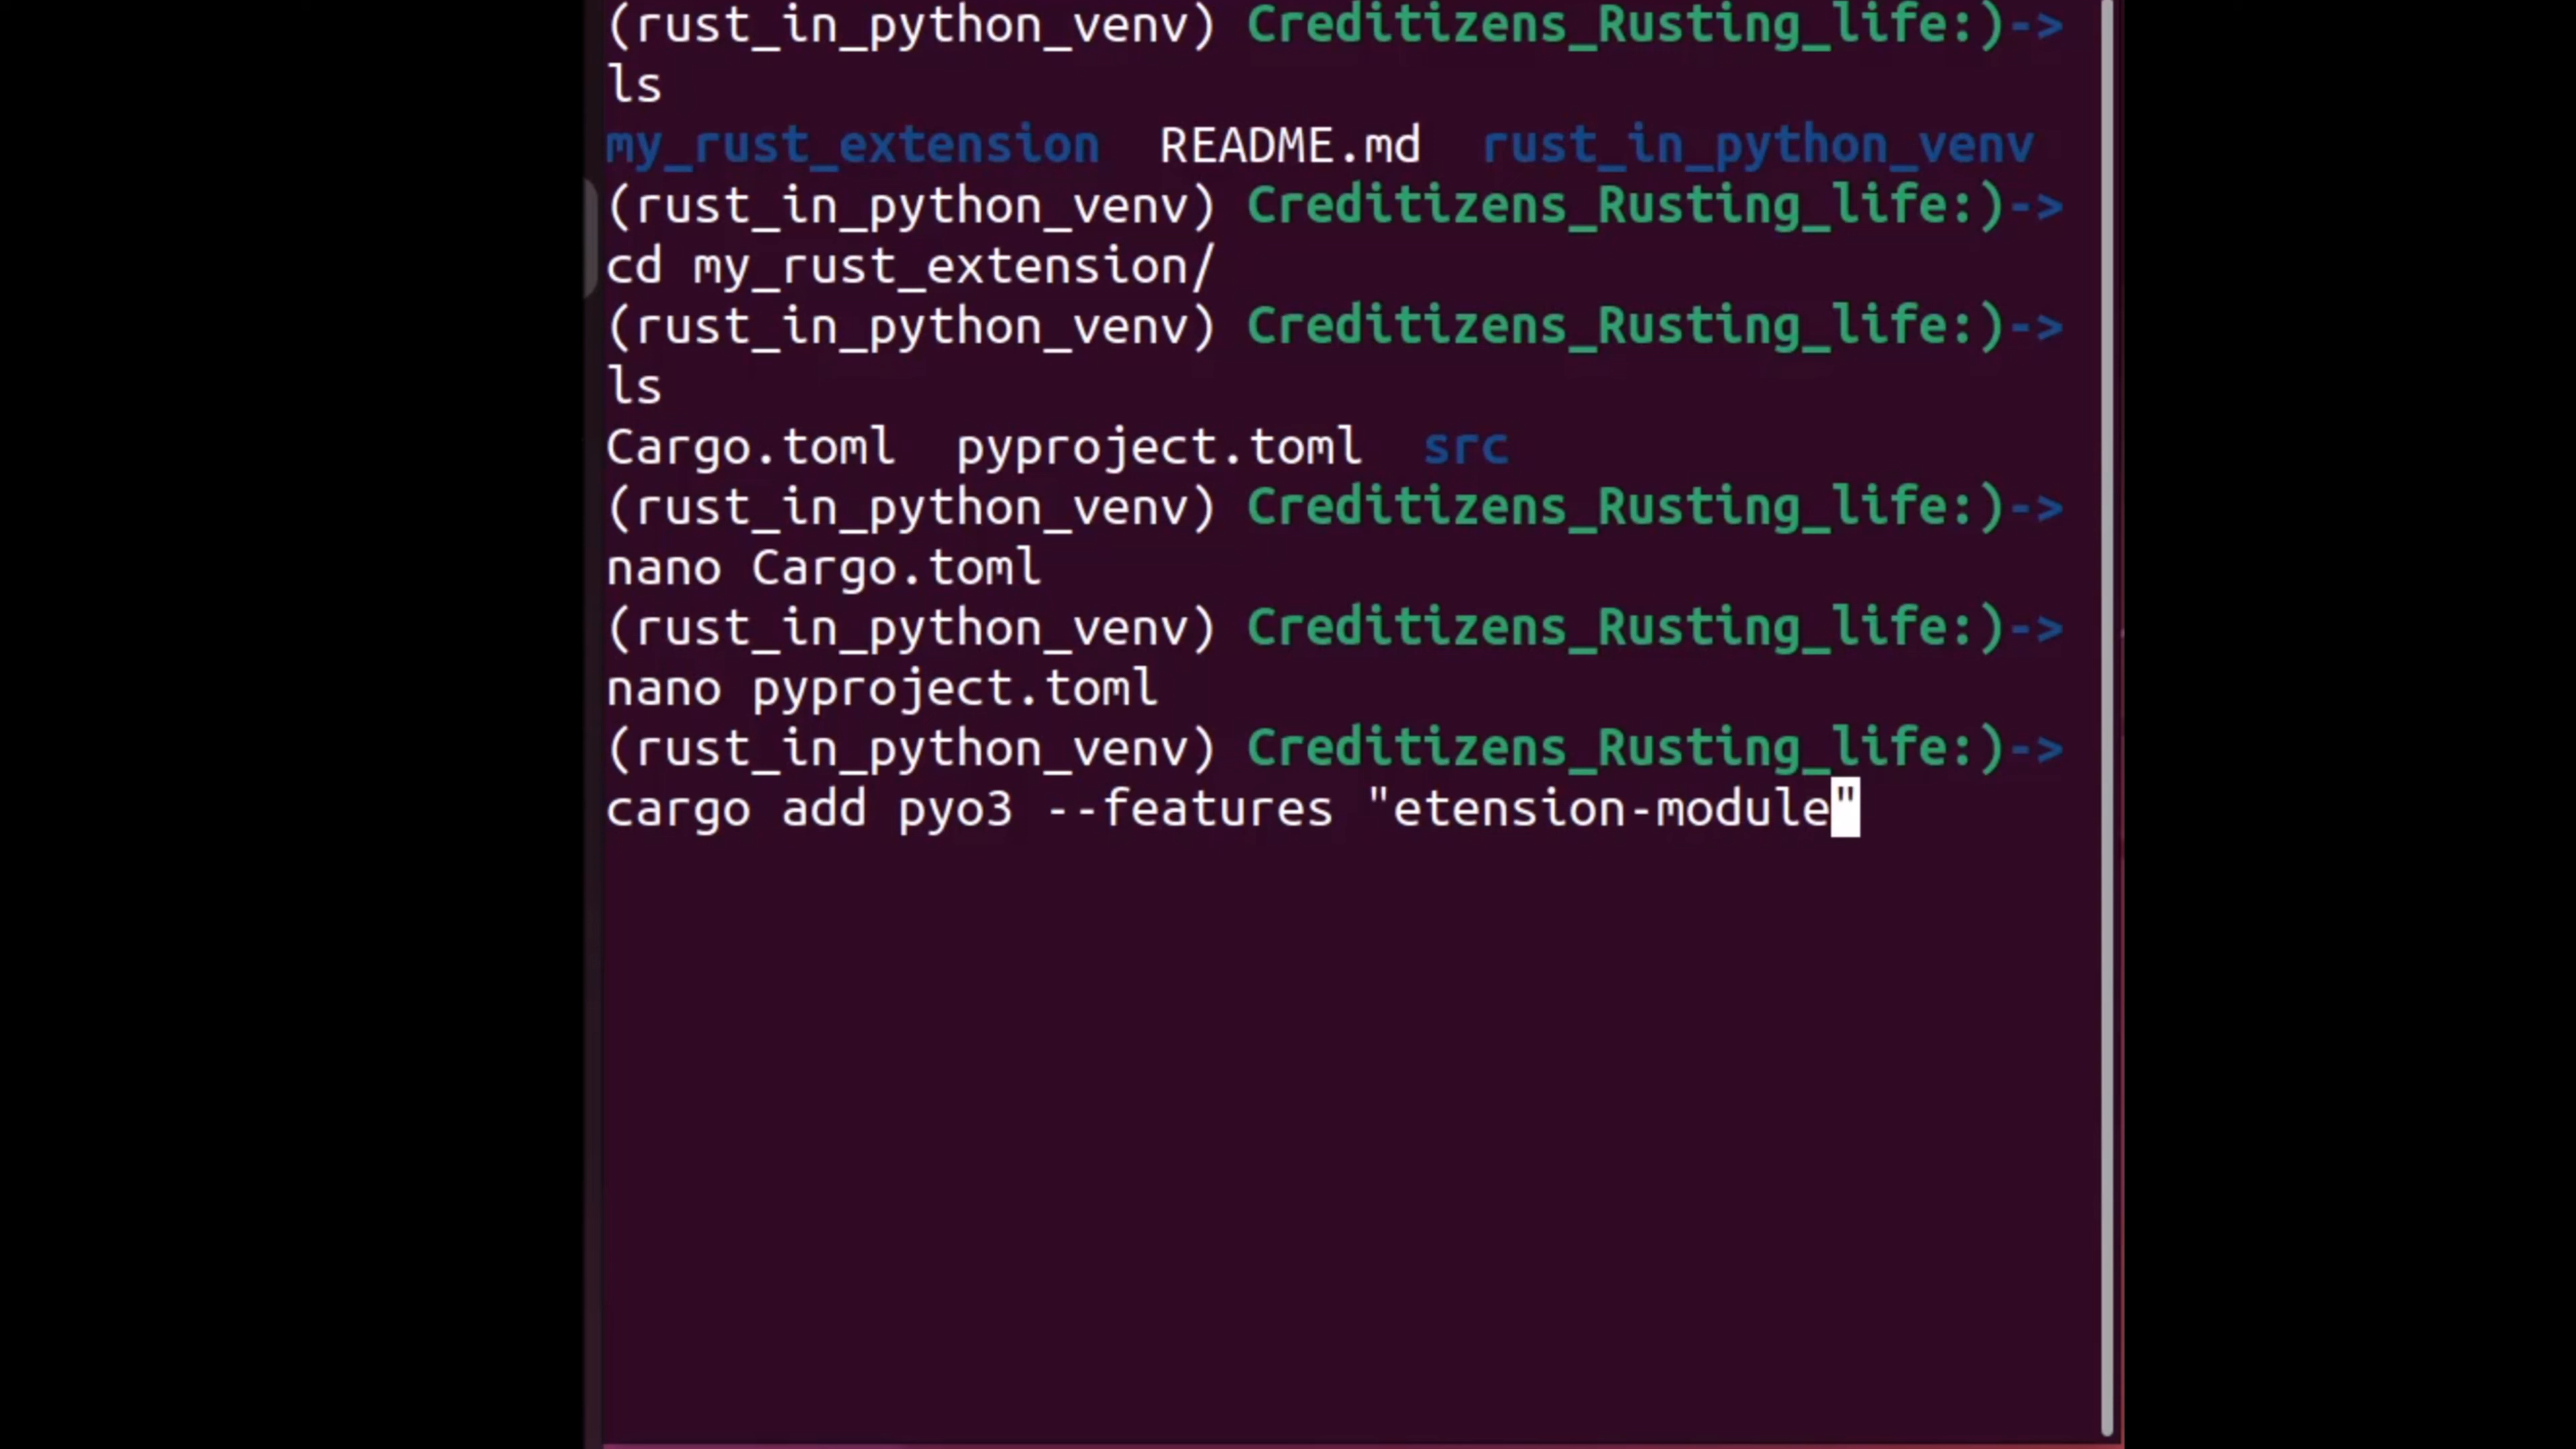 (rust_in_python_venv) Creditizens_Rusting_life:)->
ls
my_rust_extension  README.md  rust_in_python_venv
(rust_in_python_venv) Creditizens_Rusting_life:)->
cd my_rust_extension/
(rust_in_python_venv) Creditizens_Rusting_life:)->
ls
Cargo.toml  pyproject.toml  src
(rust_in_python_venv) Creditizens_Rusting_life:)->
nano Cargo.toml
(rust_in_python_venv) Creditizens_Rusting_life:)->
nano pyproject.toml
(rust_in_python_venv) Creditizens_Rusting_life:)->
cargo add pyo3 --features "etension-module"